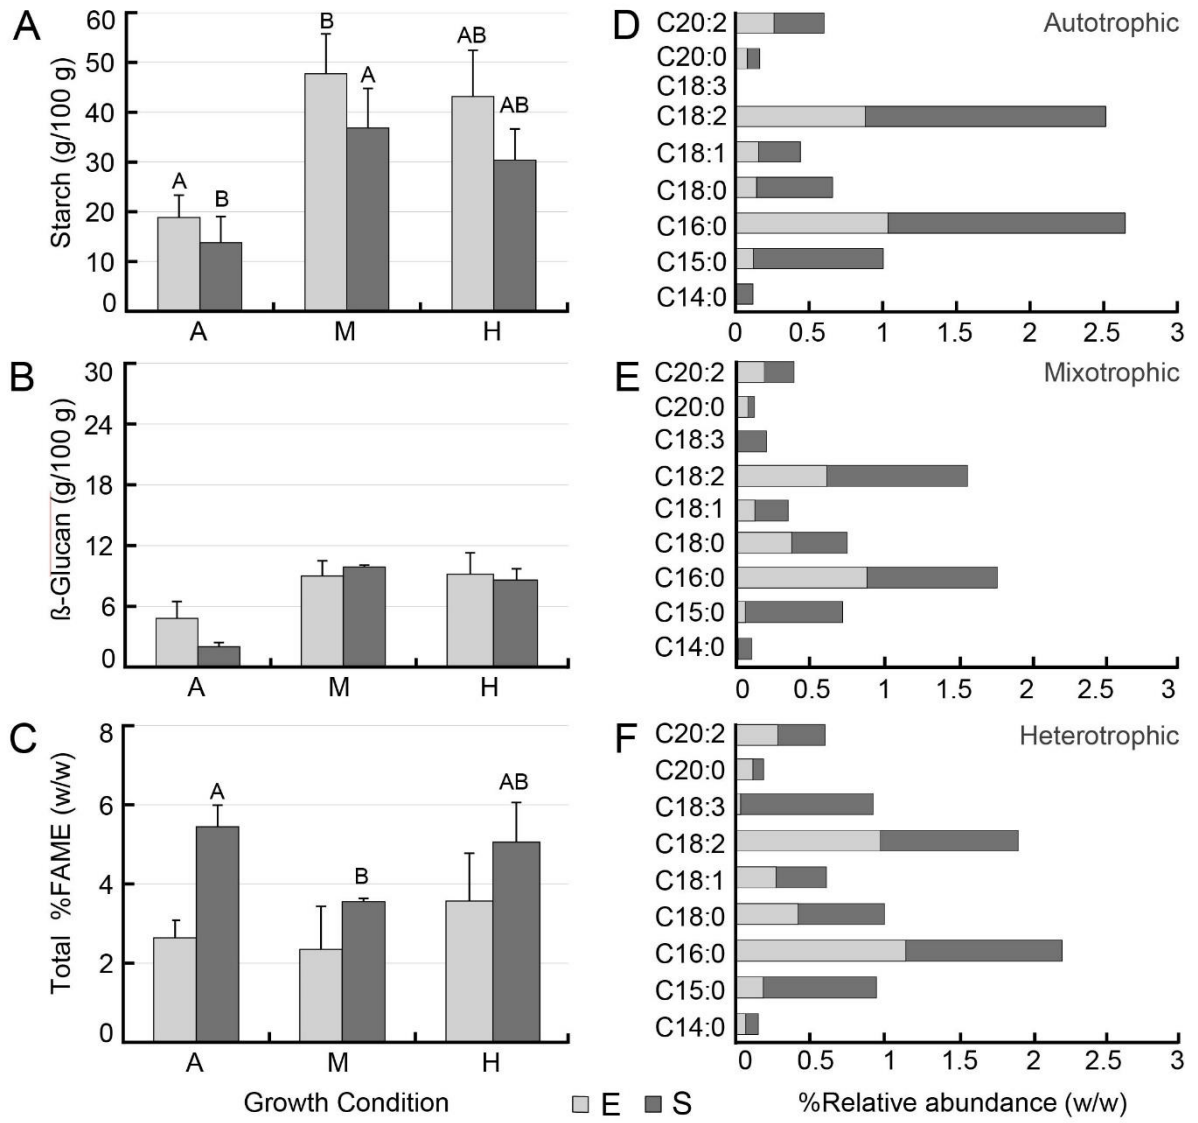 A
Starch (g/100 g)
60
50
40
30
20
10
0
A
B
B
A
AB
AB
A M H
B
ß-Glucan (g/100 g)
30
24
18
12
6
0
A M H
C
Total %FAME (w/w)
8
6
4
2
0
A
B
AB
A M H
Growth Condition
E S
D
Autotrophic
C20:2
C20:0
C18:3
C18:2
C18:1
C18:0
C16:0
C15:0
C14:0
0 0.5 1 1.5 2 2.5 3
E
Mixotrophic
C20:2
C20:0
C18:3
C18:2
C18:1
C18:0
C16:0
C15:0
C14:0
0 0.5 1 1.5 2 2.5 3
F
Heterotrophic
C20:2
C20:0
C18:3
C18:2
C18:1
C18:0
C16:0
C15:0
C14:0
0 0.5 1 1.5 2 2.5 3
%Relative abundance (w/w)